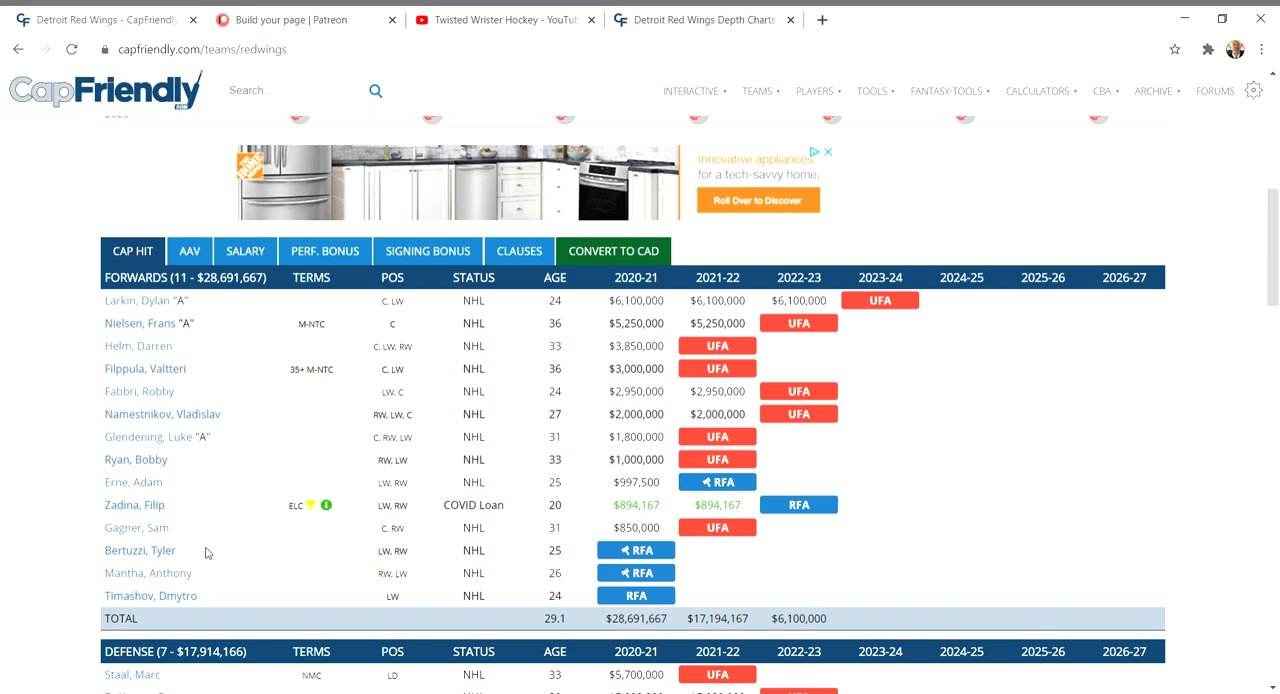 Detroit Red Wings - CapFriendly
Build your page | Patreon
Twisted Wrister Hockey - YouTube
Detroit Red Wings Depth Charts
capfriendly.com/teams/redwings
CapFriendly
Search...
INTERACTIVE TEAMS PLAYERS TOOLS FANTASY-TOOLS CALCULATORS CBA ARCHIVE FORUMS
2023
Innovative appliances
for a tech-savvy home.
Roll Over to Discover
CAP HIT AAV SALARY PERF. BONUS SIGNING BONUS CLAUSES CONVERT TO CAD
FORWARDS (11 - $28,691,667) TERMS POS STATUS AGE 2020-21 2021-22 2022-23 2023-24 2024-25 2025-26 2026-27
Larkin, Dylan "A" C, LW NHL 24 $6,100,000 $6,100,000 $6,100,000 UFA
Nielsen, Frans "A" M-NTC C NHL 36 $5,250,000 $5,250,000 UFA
Helm, Darren C, LW, RW NHL 33 $3,850,000 UFA
Filppula, Valtteri 35+ M-NTC C, LW NHL 36 $3,000,000 UFA
Fabbri, Robby LW, C NHL 24 $2,950,000 $2,950,000 UFA
Namestnikov, Vladislav RW, LW, C NHL 27 $2,000,000 $2,000,000 UFA
Glendening, Luke "A" C, RW, LW NHL 31 $1,800,000 UFA
Ryan, Bobby RW, LW NHL 33 $1,000,000 UFA
Erne, Adam LW, RW NHL 25 $997,500 RFA
Zadina, Filip ELC LW, RW COVID Loan 20 $894,167 $894,167 RFA
Gagner, Sam C, RW NHL 31 $850,000 UFA
Bertuzzi, Tyler LW, RW NHL 25 RFA
Mantha, Anthony RW, LW NHL 26 RFA
Timashov, Dmytro LW NHL 24 RFA
TOTAL 29.1 $28,691,667 $17,194,167 $6,100,000
DEFENSE (7 - $17,914,166) TERMS POS STATUS AGE 2020-21 2021-22 2022-23 2023-24 2024-25 2025-26 2026-27
Staal, Marc NMC LD NHL 33 $5,700,000 UFA